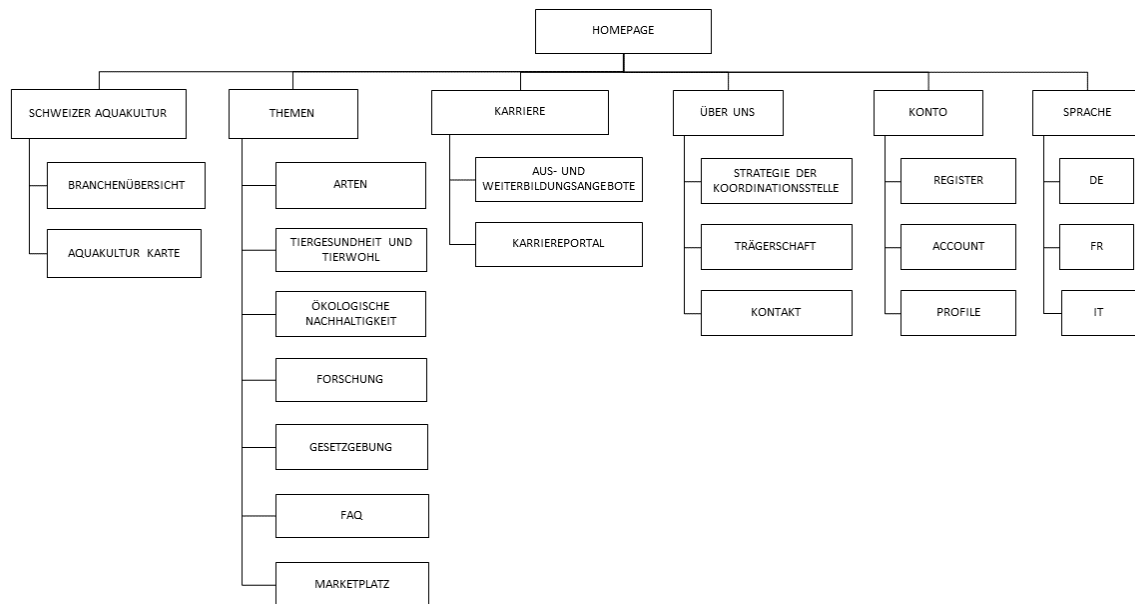 HOMEPAGE
SCHWEIZER AQUAKULTUR
BRANCHENÜBERSICHT
AQUAKULTUR KARTE
THEMEN
ARTEN
TIERGESUNDHEIT UND
TIERWOHL
ÖKOLOGISCHE
NACHHALTIGKEIT
FORSCHUNG
GESETZGEBUNG
FAQ
MARKETPLATZ
KARRIERE
AUS- UND
WEITERBILDUNGSANGEBOTE
KARRIEREPORTAL
ÜBER UNS
STRATEGIE DER
KOORDINATIONSSTELLE
TRÄGERSCHAFT
KONTAKT
KONTO
REGISTER
ACCOUNT
PROFILE
SPRACHE
DE
FR
IT